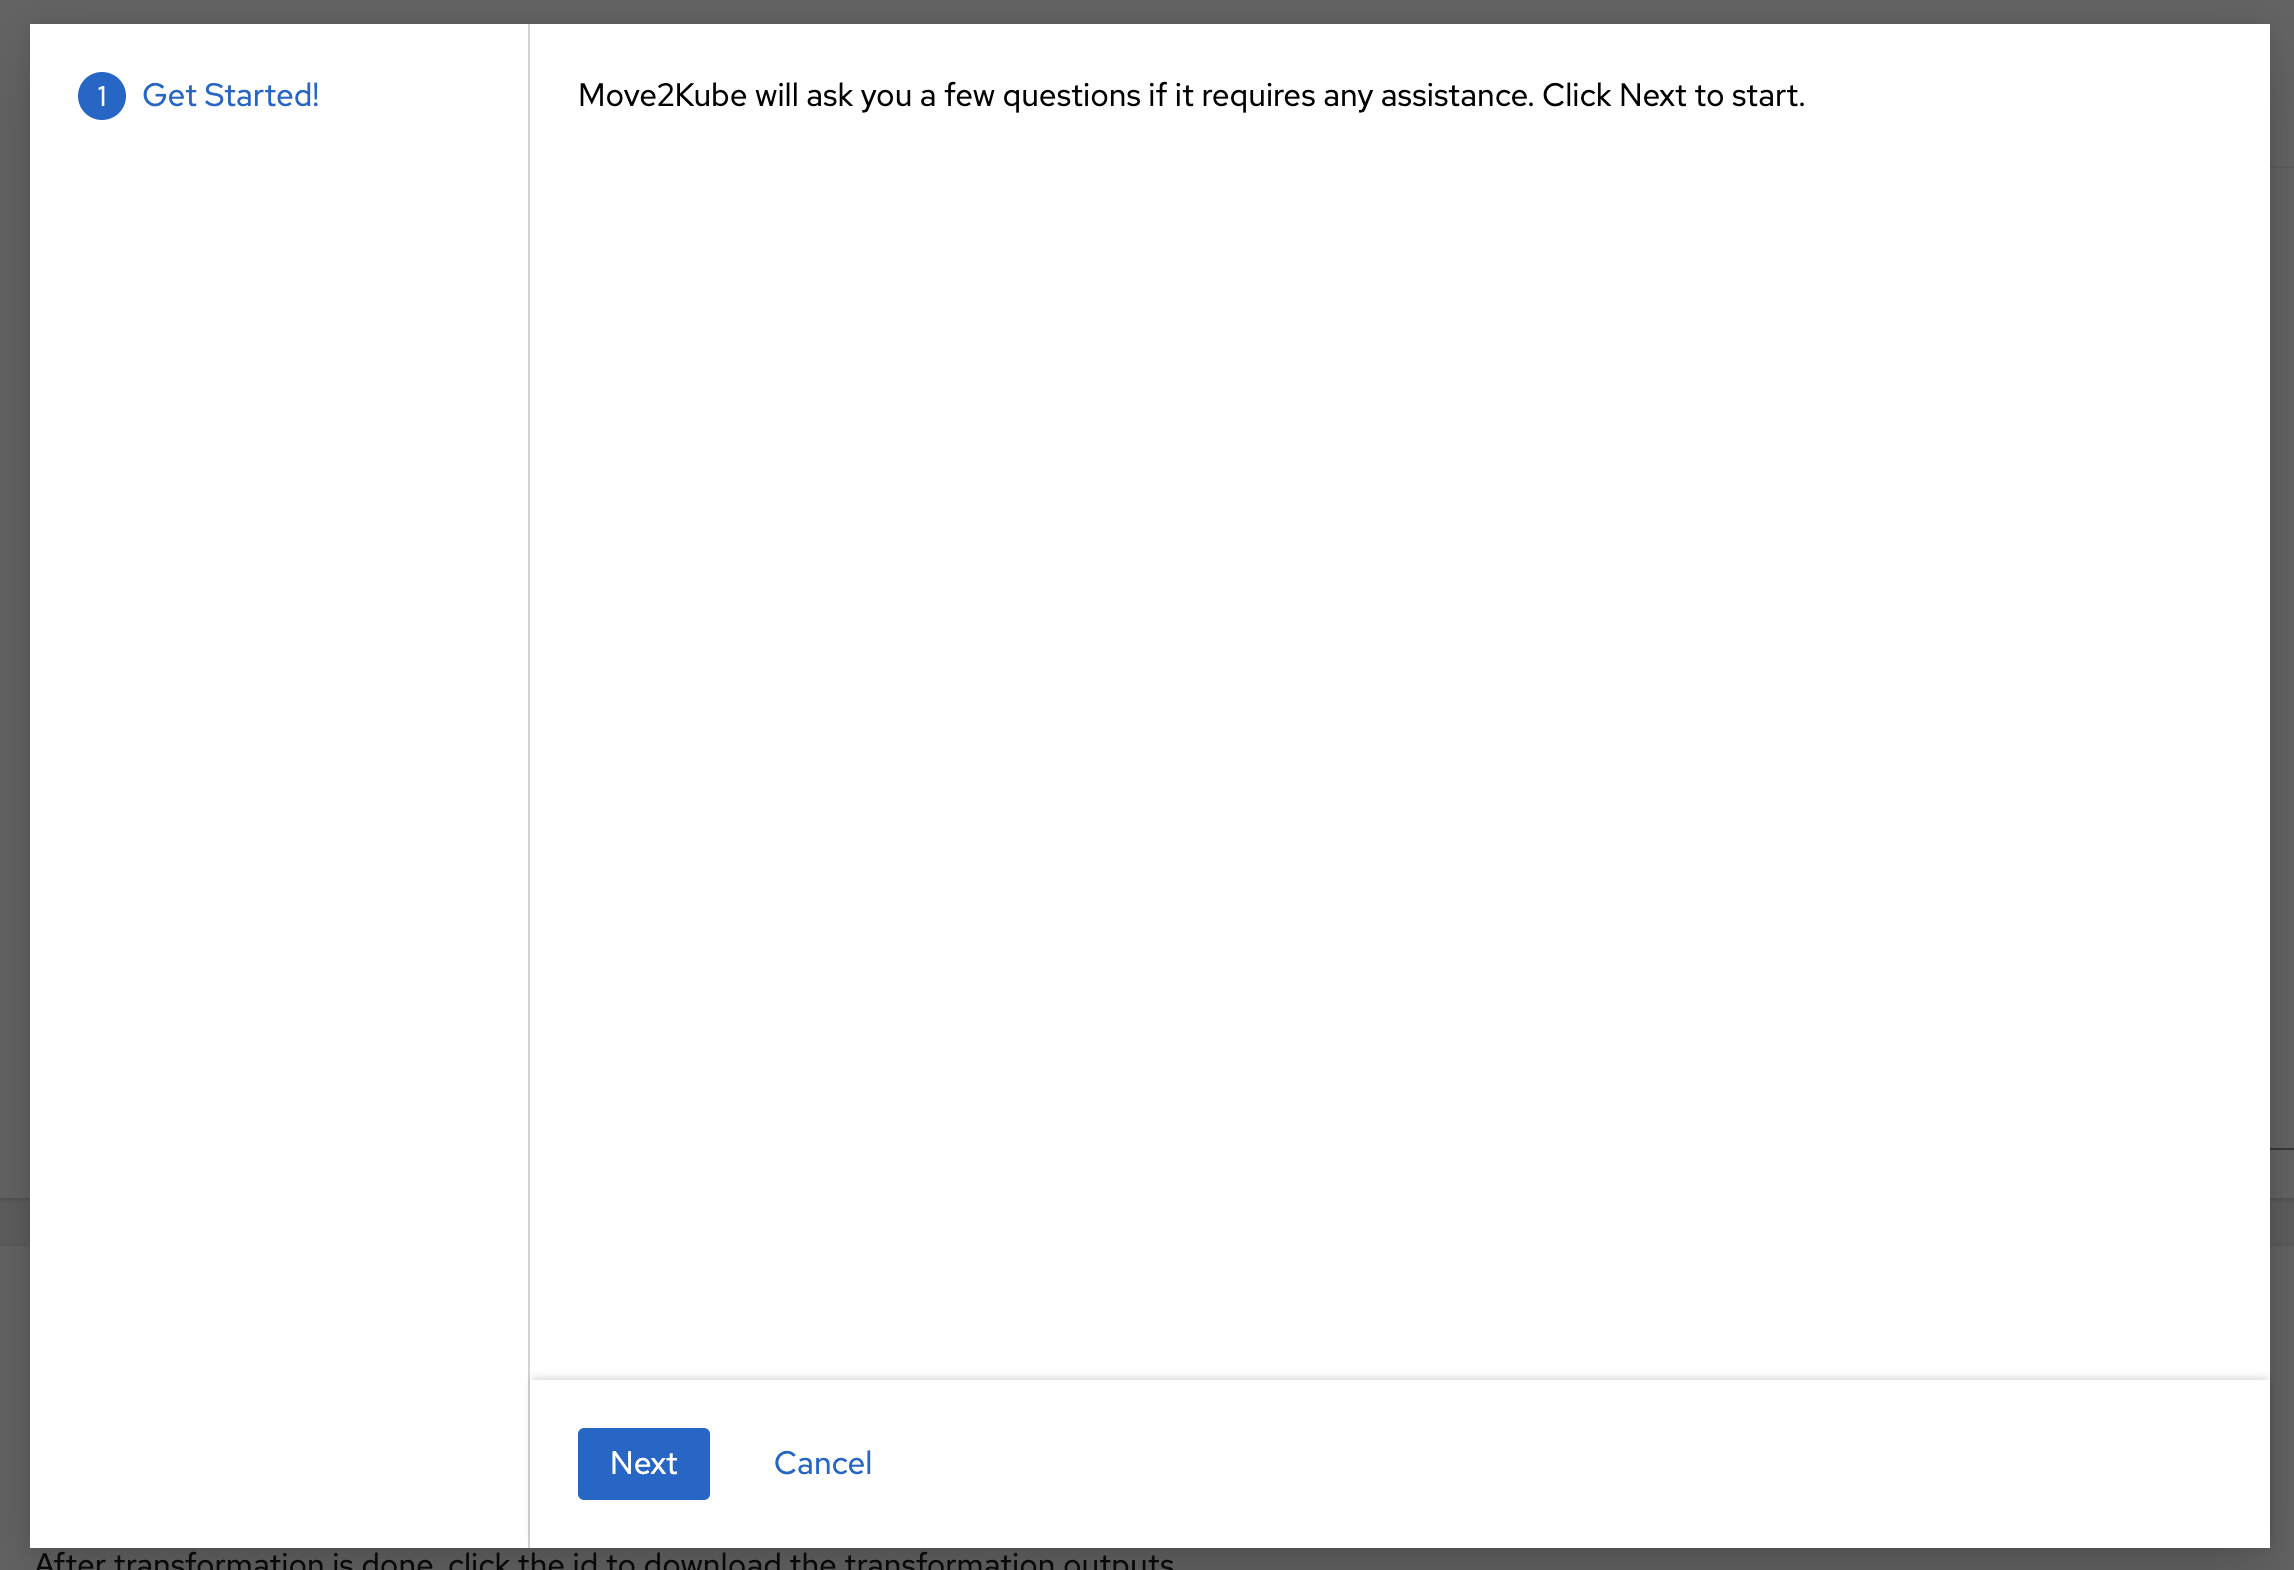 1 Get Started!
Move2Kube will ask you a few questions if it requires any assistance. Click Next to start.
Next Cancel
After transformation is done, click the id to download the transformation outputs